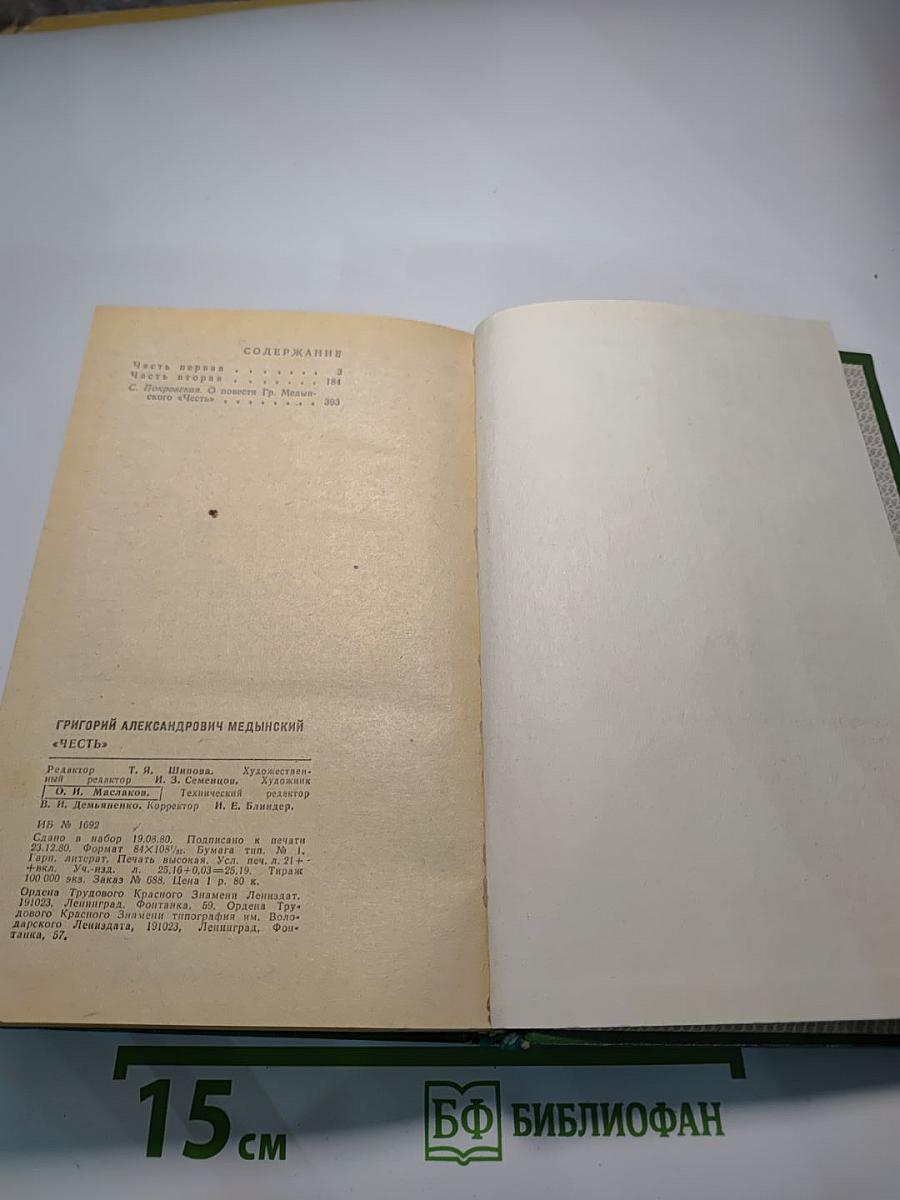 СОДЕРЖАНИЕ
Часть первая . . . . . . . 3
Часть вторая . . . . . . . 184
С. Покровская. О повести Гр. Медын-
ского «Честь» . . . . . . . . 393
ГРИГОРИЙ АЛЕКСАНДРОВИЧ МЕДЫНСКИЙ
«ЧЕСТЬ»
Редактор Т. Я. Шипова. Художествен-
ный редактор И. З. Семенцов. Художник
О. И. Маслаков. Технический редактор
В. И. Демьяненко. Корректор И. Е. Блиндер.
ИБ № 1692
Сдано в набор 19.08.80. Подписано к печати
23.12.80. Формат 84×108¹/₃₂. Бумага тип. № 1.
Гарн. литерат. Печать высокая. Усл. печ. л. 21+
+вкл. Уч.-изд. л. 25,16+0,03=25,19. Тираж
100 000 экз. Заказ № 688. Цена 1 р. 80 к.
Ордена Трудового Красного Знамени Лениздат,
191023, Ленинград, Фонтанка, 59. Ордена Тру-
дового Красного Знамени типография им. Воло-
дарского Лениздата, 191023, Ленинград, Фон-
танка, 57.
15 см
БФ БИБЛИОФАН